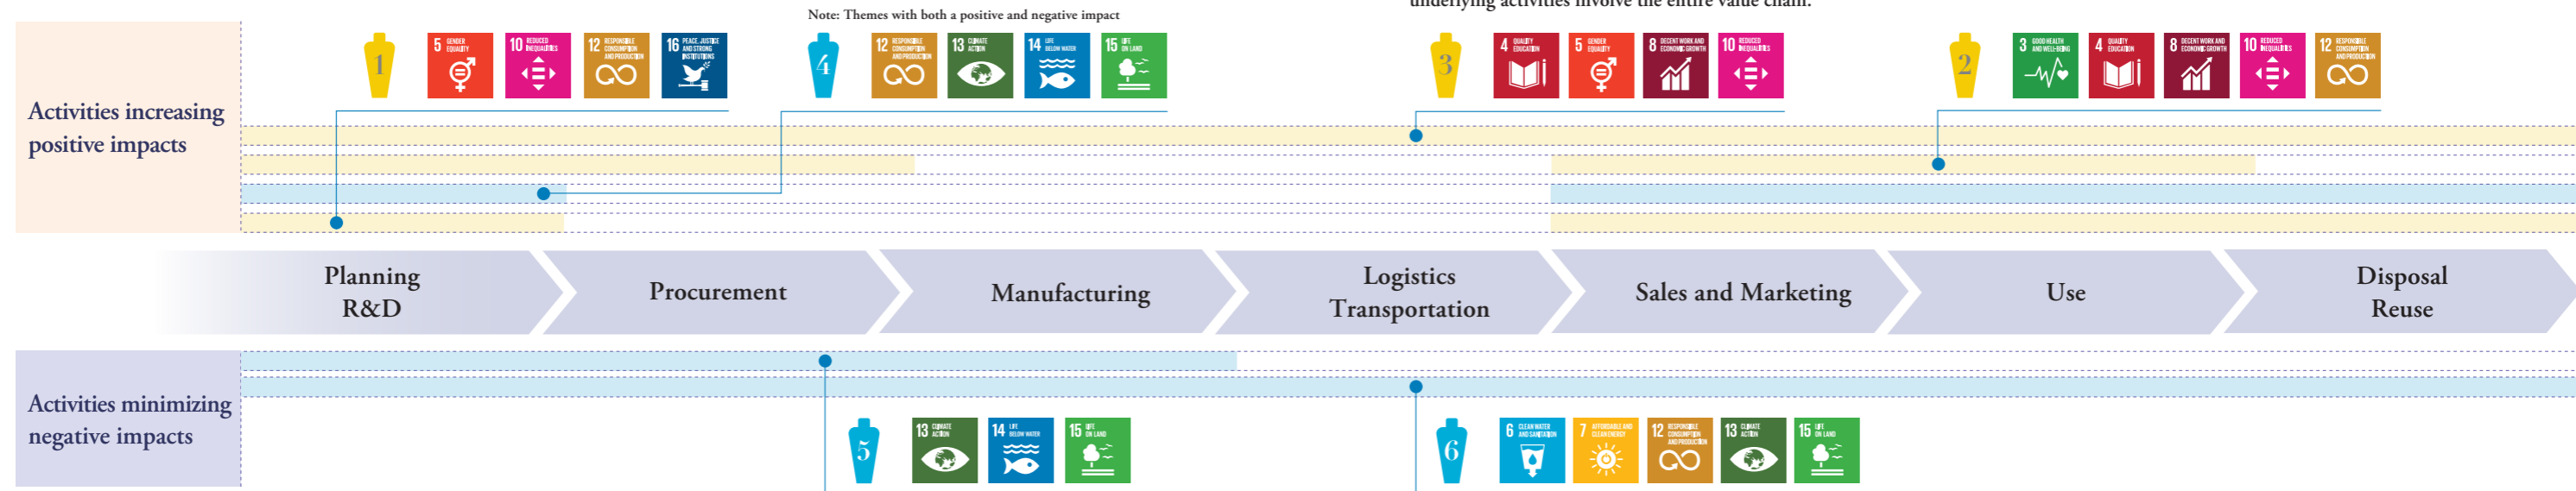 underlying activities involve the entire value chain.
Note: Themes with both a positive and negative impact
Activities increasing
positive impacts
1
5 GENDER
EQUALITY
10 REDUCED
INEQUALITIES
12 RESPONSIBLE
CONSUMPTION
AND PRODUCTION
16 PEACE, JUSTICE
AND STRONG
INSTITUTIONS
4
12 RESPONSIBLE
CONSUMPTION
AND PRODUCTION
13 CLIMATE
ACTION
14 LIFE
BELOW WATER
15 LIFE
ON LAND
3
4 QUALITY
EDUCATION
5 GENDER
EQUALITY
8 DECENT WORK AND
ECONOMIC GROWTH
10 REDUCED
INEQUALITIES
2
3 GOOD HEALTH
AND WELL-BEING
4 QUALITY
EDUCATION
8 DECENT WORK AND
ECONOMIC GROWTH
10 REDUCED
INEQUALITIES
12 RESPONSIBLE
CONSUMPTION
AND PRODUCTION
Planning
R&D
Procurement
Manufacturing
Logistics
Transportation
Sales and Marketing
Use
Disposal
Reuse
Activities minimizing
negative impacts
5
13 CLIMATE
ACTION
14 LIFE
BELOW WATER
15 LIFE
ON LAND
6
6 CLEAN WATER
AND SANITATION
7 AFFORDABLE AND
CLEAN ENERGY
12 RESPONSIBLE
CONSUMPTION
AND PRODUCTION
13 CLIMATE
ACTION
15 LIFE
ON LAND